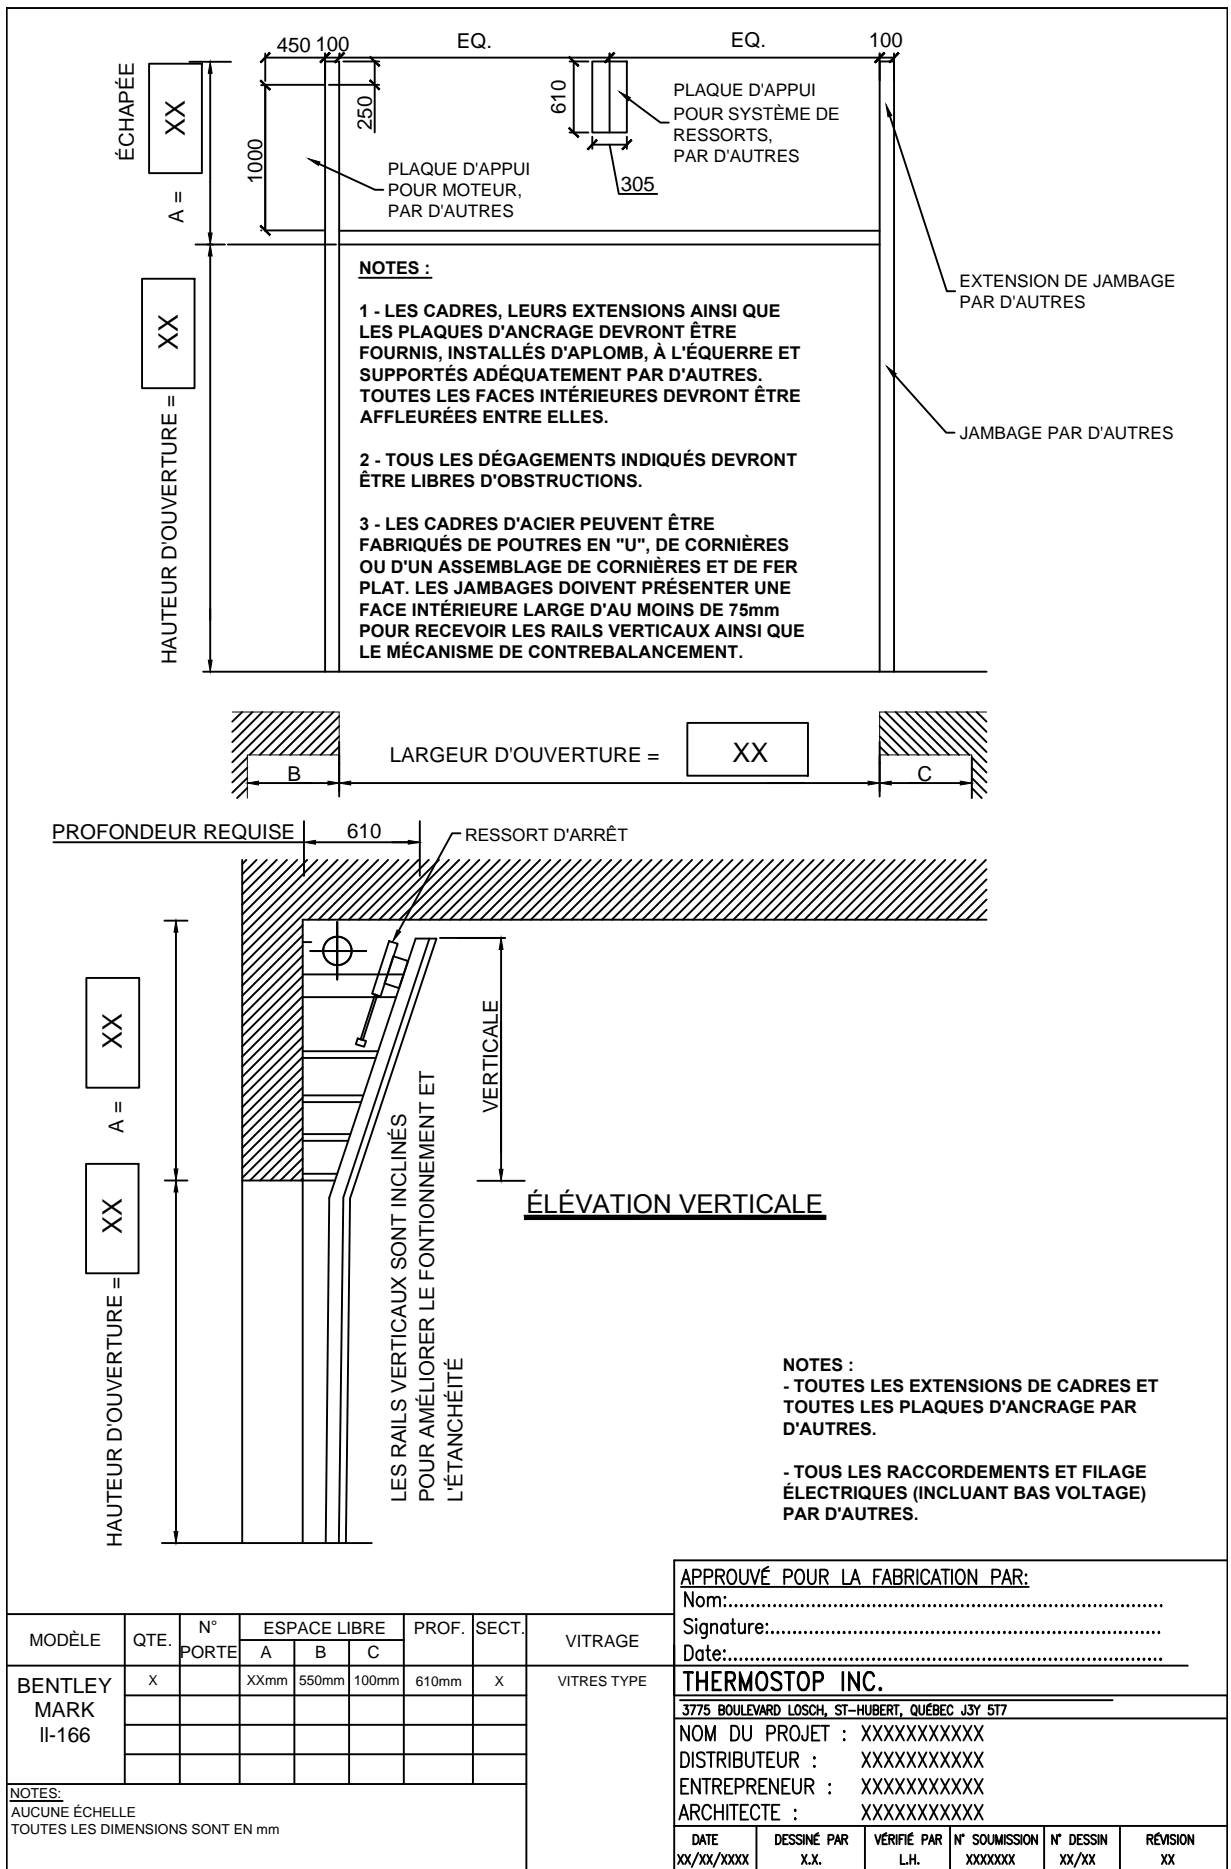 450 100 EQ. EQ. 100
ÉCHAPÉE
A = XX
1000
250
610
305
PLAQUE D'APPUI
POUR SYSTÈME DE
RESSORTS,
PAR D'AUTRES
PLAQUE D'APPUI
POUR MOTEUR,
PAR D'AUTRES
EXTENSION DE JAMBAGE
PAR D'AUTRES
JAMBAGE PAR D'AUTRES
HAUTEUR D'OUVERTURE = XX
NOTES :
1 - LES CADRES, LEURS EXTENSIONS AINSI QUE
LES PLAQUES D'ANCRAGE DEVRONT ÊTRE
FOURNIS, INSTALLÉS D'APLOMB, À L'ÉQUERRE ET
SUPPORTÉS ADÉQUATEMENT PAR D'AUTRES.
TOUTES LES FACES INTÉRIEURES DEVRONT ÊTRE
AFFLEURÉES ENTRE ELLES.
2 - TOUS LES DÉGAGEMENTS INDIQUÉS DEVRONT
ÊTRE LIBRES D'OBSTRUCTIONS.
3 - LES CADRES D'ACIER PEUVENT ÊTRE
FABRIQUÉS DE POUTRES EN "U", DE CORNIÈRES
OU D'UN ASSEMBLAGE DE CORNIÈRES ET DE FER
PLAT. LES JAMBAGES DOIVENT PRÉSENTER UNE
FACE INTÉRIEURE LARGE D'AU MOINS DE 75mm
POUR RECEVOIR LES RAILS VERTICAUX AINSI QUE
LE MÉCANISME DE CONTREBALANCEMENT.
B LARGEUR D'OUVERTURE = XX C
PROFONDEUR REQUISE 610 RESSORT D'ARRÊT
A = XX
HAUTEUR D'OUVERTURE = XX
VERTICALE
LES RAILS VERTICAUX SONT INCLINÉS
POUR AMÉLIORER LE FONTIONNEMENT ET
L'ÉTANCHÉITÉ
ÉLÉVATION VERTICALE
NOTES :
- TOUTES LES EXTENSIONS DE CADRES ET
TOUTES LES PLAQUES D'ANCRAGE PAR
D'AUTRES.
- TOUS LES RACCORDEMENTS ET FILAGE
ÉLECTRIQUES (INCLUANT BAS VOLTAGE)
PAR D'AUTRES.
MODÈLE QTE. N° PORTE ESPACE LIBRE PROF. SECT. VITRAGE
A B C
BENTLEY
MARK
II-166
X XXmm 550mm 100mm 610mm X VITRES TYPE
NOTES:
AUCUNE ÉCHELLE
TOUTES LES DIMENSIONS SONT EN mm
APPROUVÉ POUR LA FABRICATION PAR:
Nom:
Signature:
Date:
THERMOSTOP INC.
3775 BOULEVARD LOSCH, ST-HUBERT, QUÉBEC J3Y 5T7
NOM DU PROJET : XXXXXXXXXXX
DISTRIBUTEUR : XXXXXXXXXXX
ENTREPRENEUR : XXXXXXXXXXX
ARCHITECTE : XXXXXXXXXXX
DATE DESSINÉ PAR VÉRIFIÉ PAR N° SOUMISSION N° DESSIN RÉVISION
XX/XX/XXXX X.X. L.H. XXXXXXX XX/XX XX